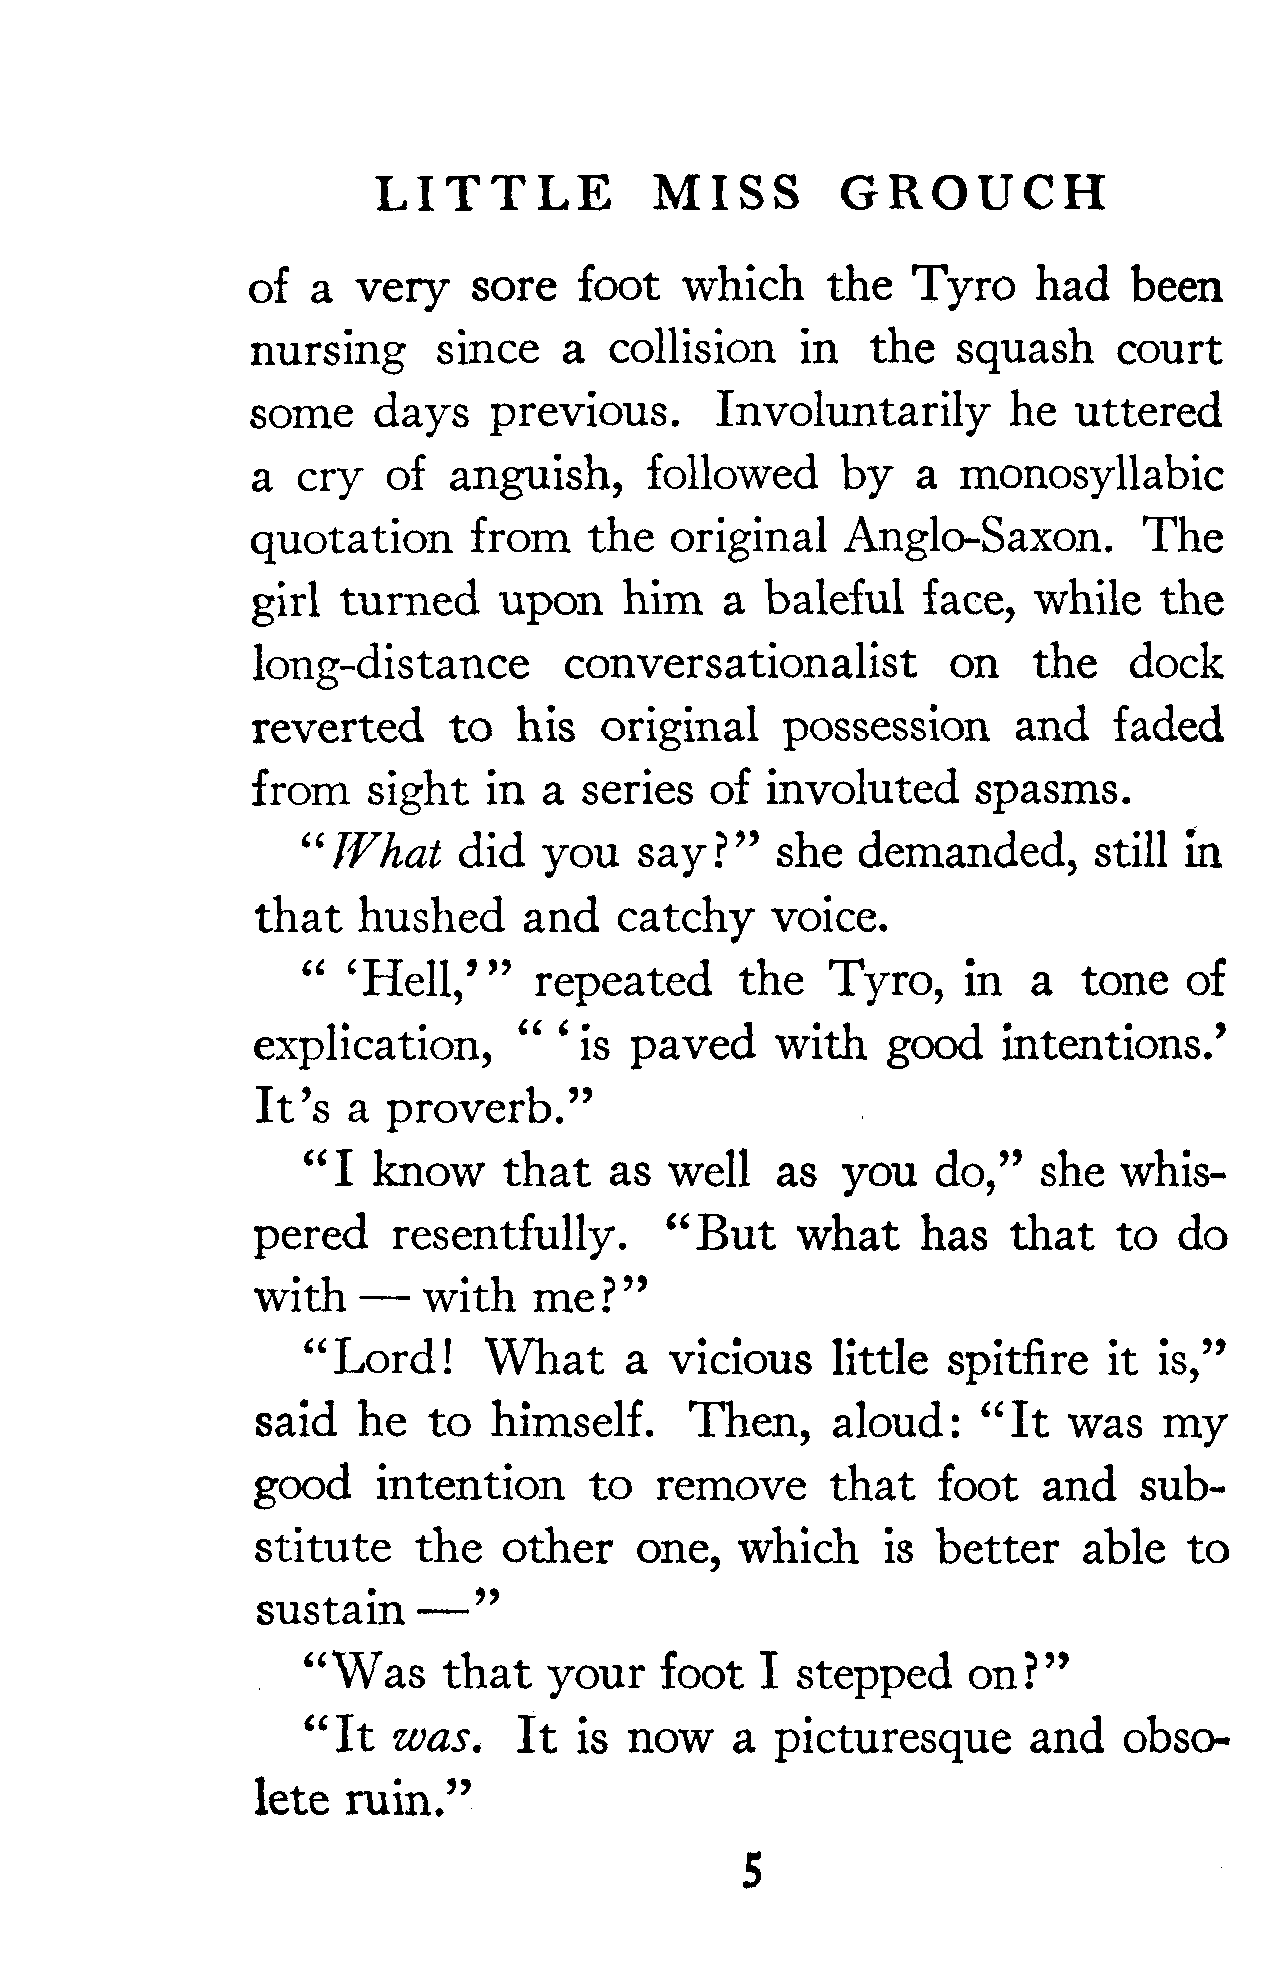 LITTLE MISS GROUCH
of a very sore foot which the Tyro had been
nursing since a collision in the squash court
some days previous. Involuntarily he uttered
a cry of anguish, followed by a monosyllabic
quotation from the original Anglo-Saxon. The
girl turned upon him a baleful face, while the
long-distance conversationalist on the dock
reverted to his original possession and faded
from sight in a series of involuted spasms.
“What did you say?” she demanded, still in
that hushed and catchy voice.
“ ‘Hell,’” repeated the Tyro, in a tone of
explication, “ ‘is paved with good intentions.’
It’s a proverb.”
“I know that as well as you do,” she whis-
pered resentfully. “But what has that to do
with — with me?”
“Lord! What a vicious little spitfire it is,”
said he to himself. Then, aloud: “It was my
good intention to remove that foot and sub-
stitute the other one, which is better able to
sustain —”
“Was that your foot I stepped on?”
“It was. It is now a picturesque and obso-
lete ruin.”
5